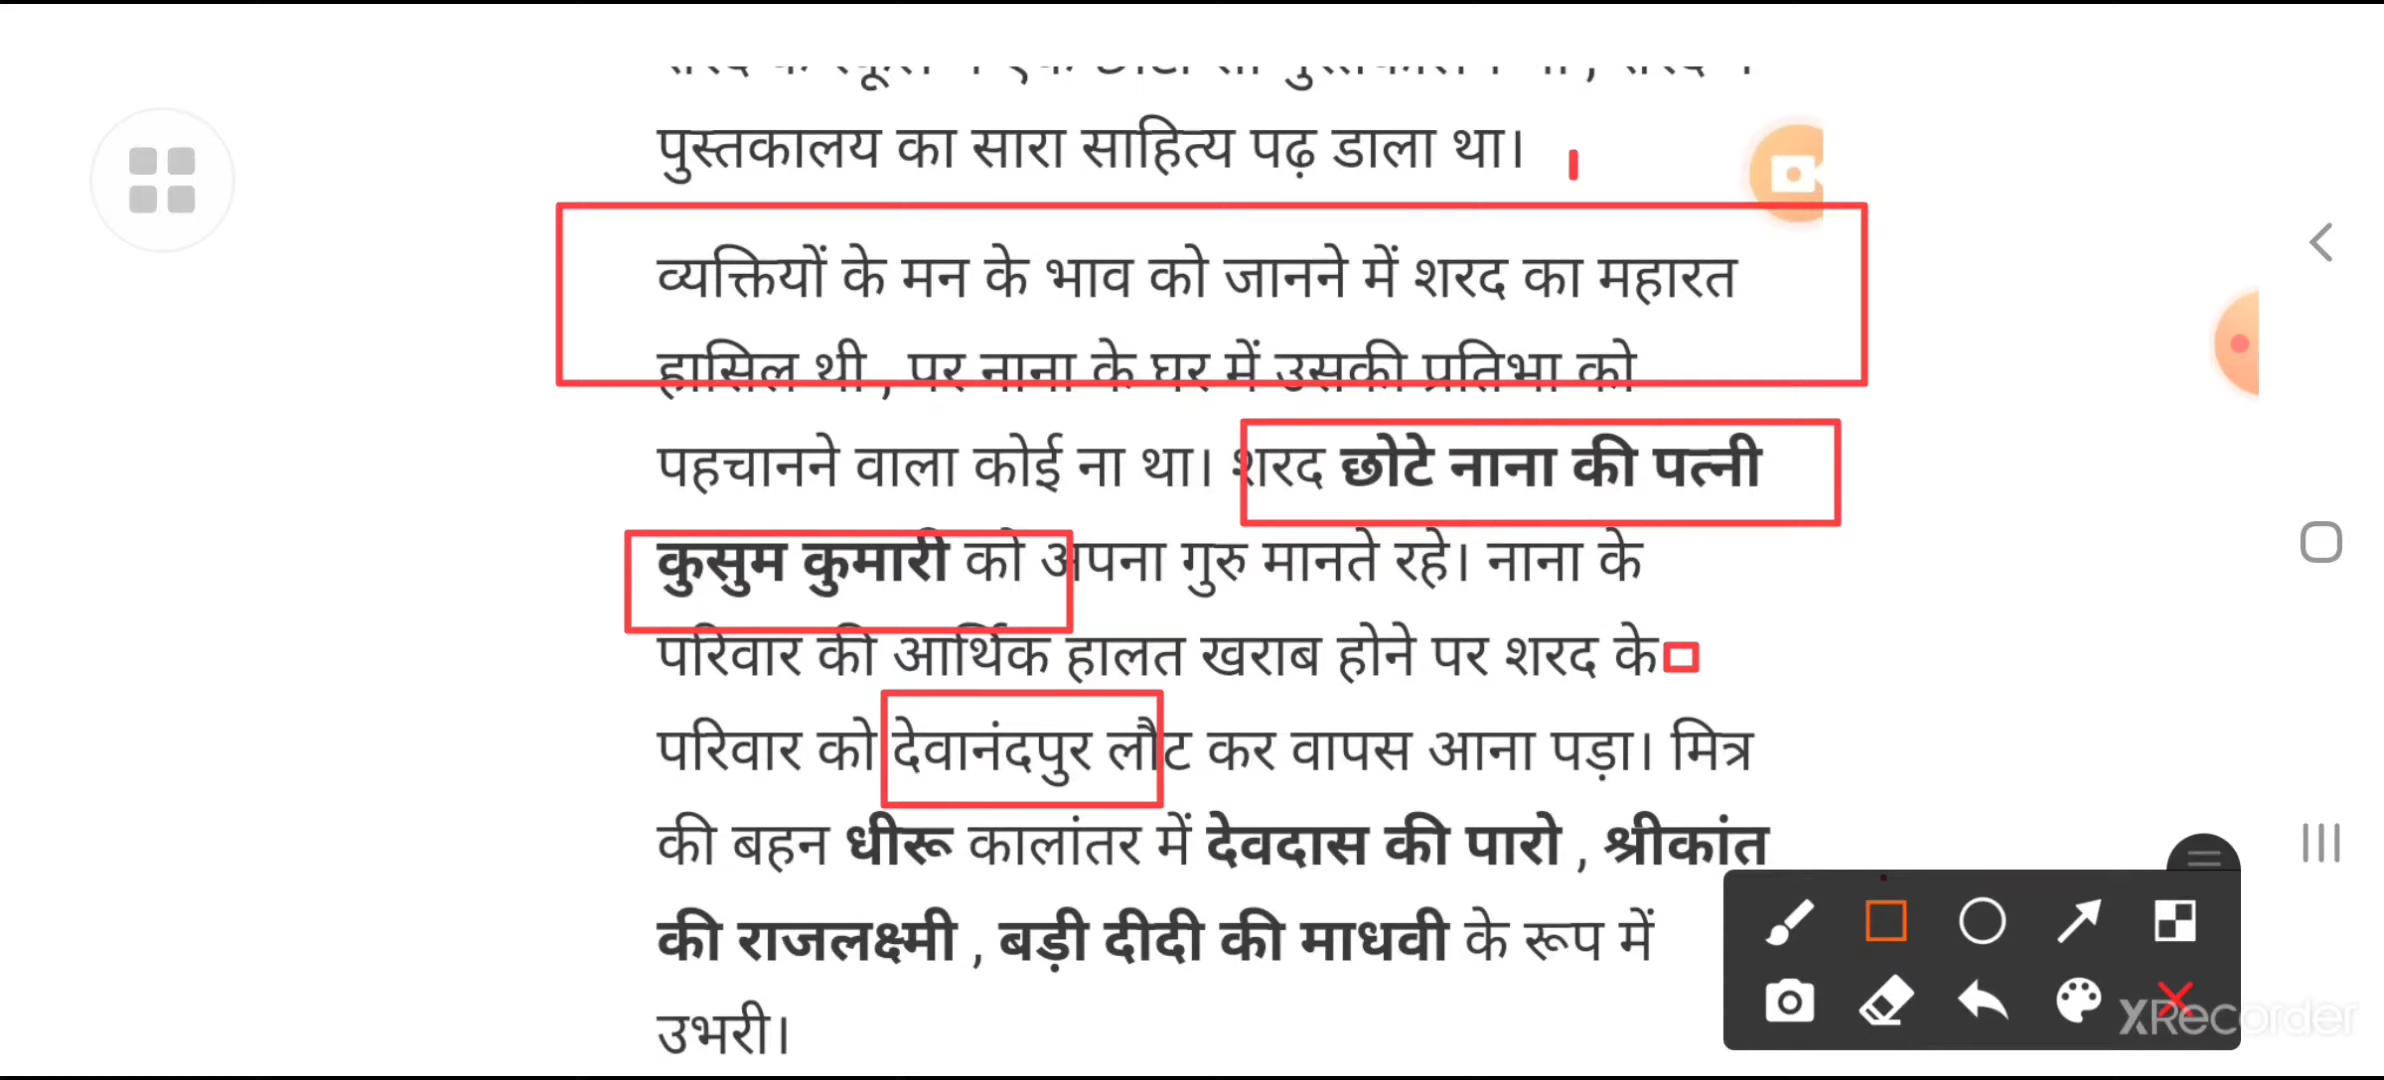 पुस्तकालय का सारा साहित्य पढ़ डाला था।
व्यक्तियों के मन के भाव को जानने में शरद का महारत
हासिल थी , पर नाना के घर में उसकी प्रतिभा को
पहचानने वाला कोई ना था। शरद छोटे नाना की पत्नी
कुसुम कुमारी को अपना गुरु मानते रहे। नाना के
परिवार की आर्थिक हालत खराब होने पर शरद के
परिवार को देवानंदपुर लौट कर वापस आना पड़ा। मित्र
की बहन धीरू कालांतर में देवदास की पारो , श्रीकांत
की राजलक्ष्मी , बड़ी दीदी की माधवी के रूप में
उभरी।
XRecorder